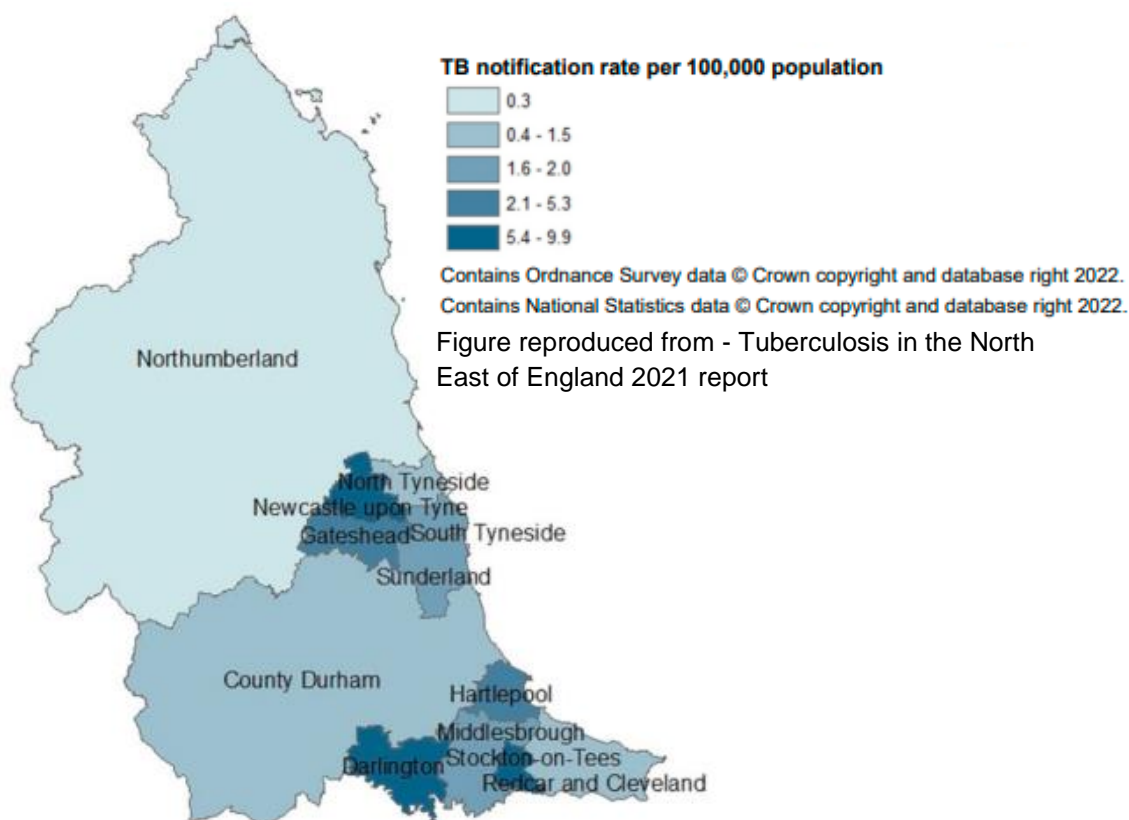 TB notification rate per 100,000 population
0.3
0.4 - 1.5
1.6 - 2.0
2.1 - 5.3
5.4 - 9.9
Contains Ordnance Survey data © Crown copyright and database right 2022.
Contains National Statistics data © Crown copyright and database right 2022.
Figure reproduced from - Tuberculosis in the North
East of England 2021 report
Northumberland
North Tyneside
Newcastle upon Tyne
Gateshead
South Tyneside
Sunderland
County Durham
Hartlepool
Middlesbrough
Stockton-on-Tees
Darlington
Redcar and Cleveland